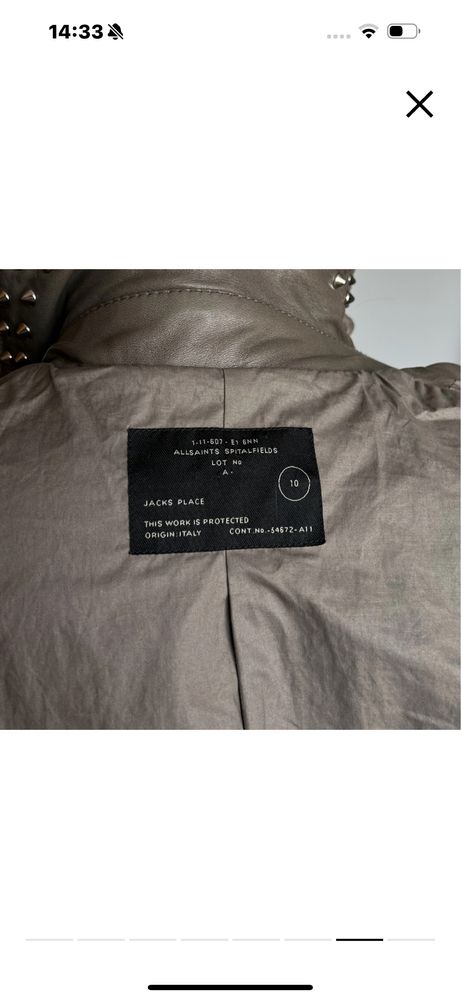 14:33
1-11-607- E1 6NN
ALLSAINTS SPITALFIELDS
LOT No
A.
10
JACKS PLACE
THIS WORK IS PROTECTED
ORIGIN:ITALY CONT.No.-54672-A11